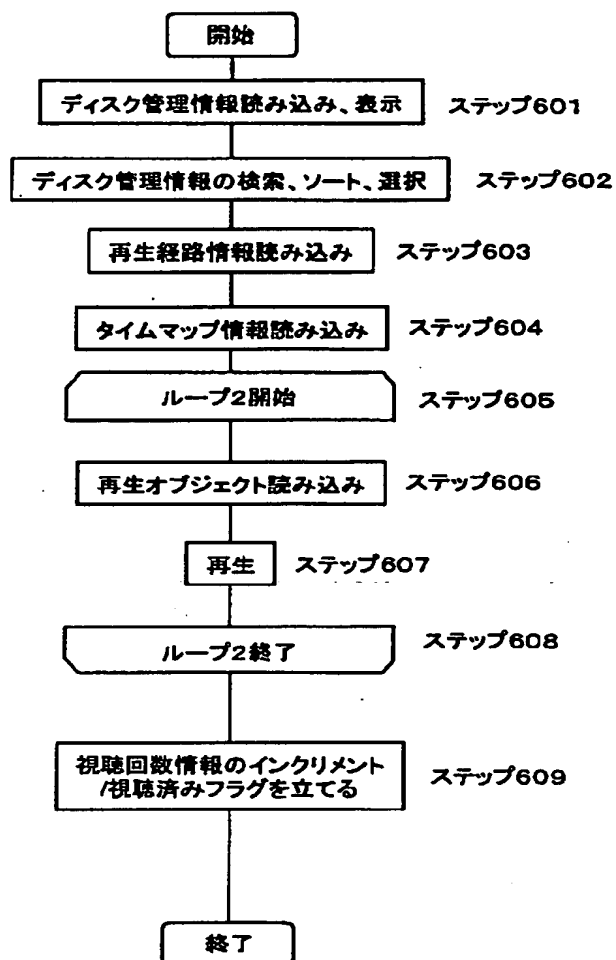 開始
ディスク管理情報読み込み、表示 ステップ601
ディスク管理情報の検索、ソート、選択 ステップ602
再生経路情報読み込み ステップ603
タイムマップ情報読み込み ステップ604
ループ2開始 ステップ605
再生オブジェクト読み込み ステップ606
再生 ステップ607
ループ2終了 ステップ608
視聴回数情報のインクリメント
/視聴済みフラグを立てる ステップ609
終了